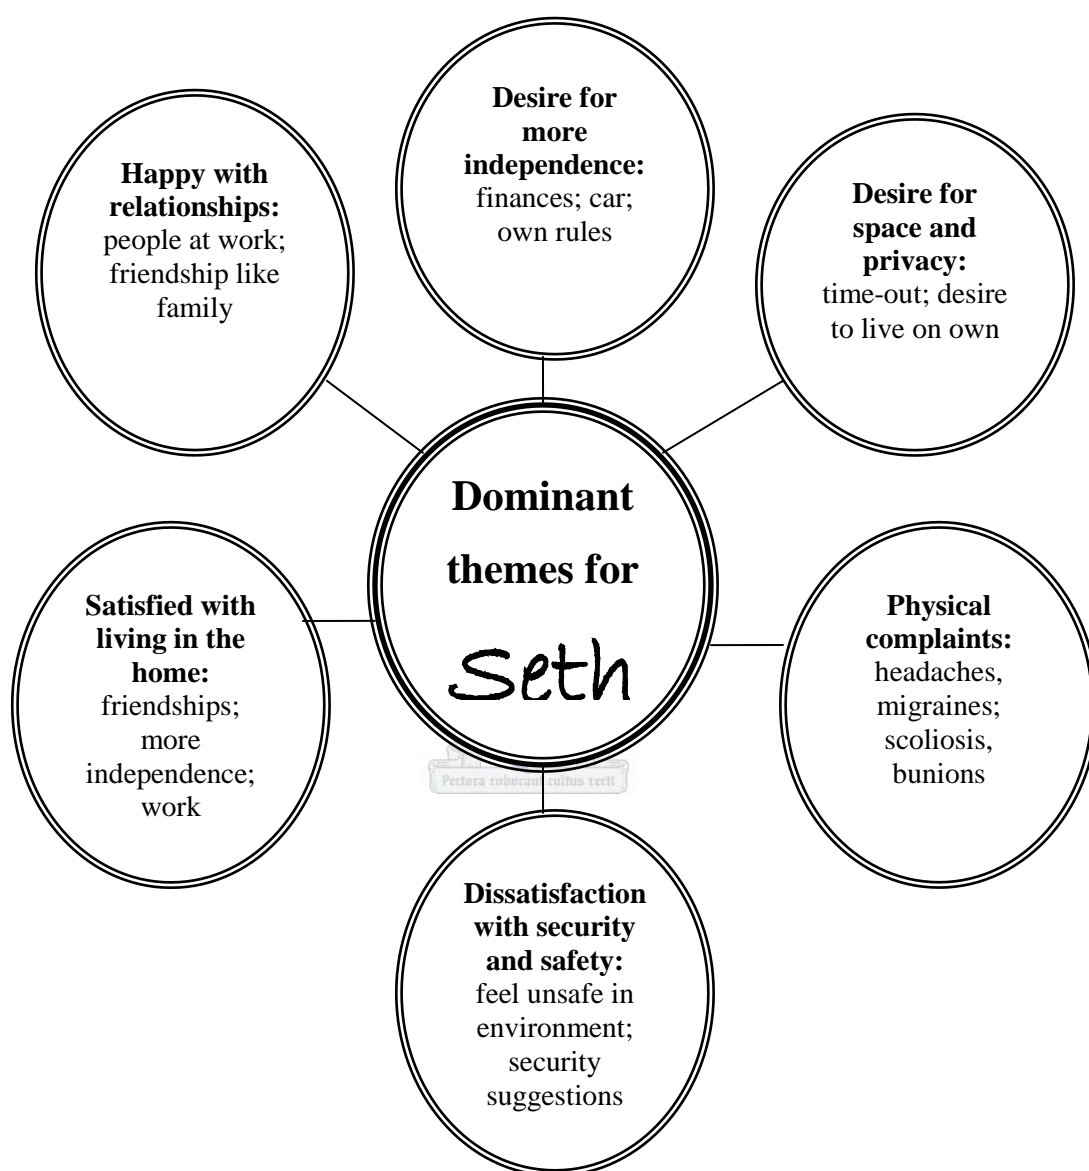 Desire for
more
independence:
finances; car;
own rules
Happy with
relationships:
people at work;
friendship like
family
Desire for
space and
privacy:
time-out; desire
to live on own
Dominant
themes for
Seth
Satisfied with
living in the
home:
friendships;
more
independence;
work
Physical
complaints:
headaches,
migraines;
scoliosis,
bunions
Pectora roborant cultus recti
Dissatisfaction
with security
and safety:
feel unsafe in
environment;
security
suggestions